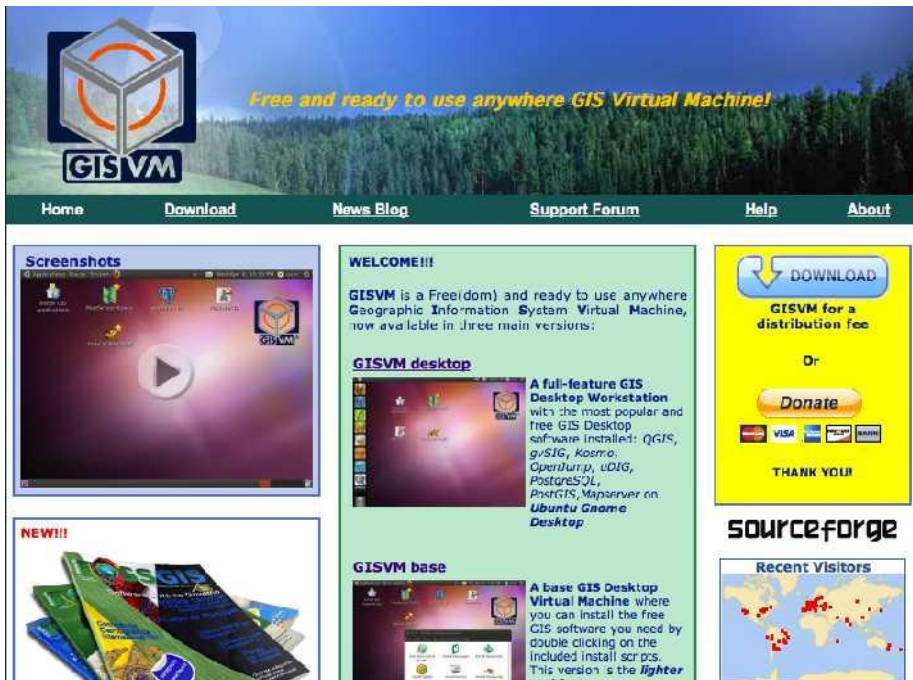 Free and ready to use anywhere GIS Virtual Machine!
GISVM
Home Download News Blog Support Forum Help About
Screenshots
GISVM
NEW!!!
GIS
WELCOME!!!
GISVM is a Free(dom) and ready to use anywhere
Geographic Information System Virtual Machine,
now available in three main versions:
GISVM desktop
A full-feature GIS
Desktop Workstation
with the most popular and
free GIS Desktop
software installed: QGIS,
gvSIG, Kosmo,
OpenJump, uDIG,
PostgreSQL,
PostGIS,Mapserver on
Ubuntu Gnome
Desktop
GISVM base
A base GIS Desktop
Virtual Machine where
you can install the free
GIS software you need by
double clicking on the
included install scripts.
This version is the lighter
DOWNLOAD
GISVM for a
distribution fee
Or
Donate
VISA
BANK
THANK YOU!
sourceforge
Recent Visitors